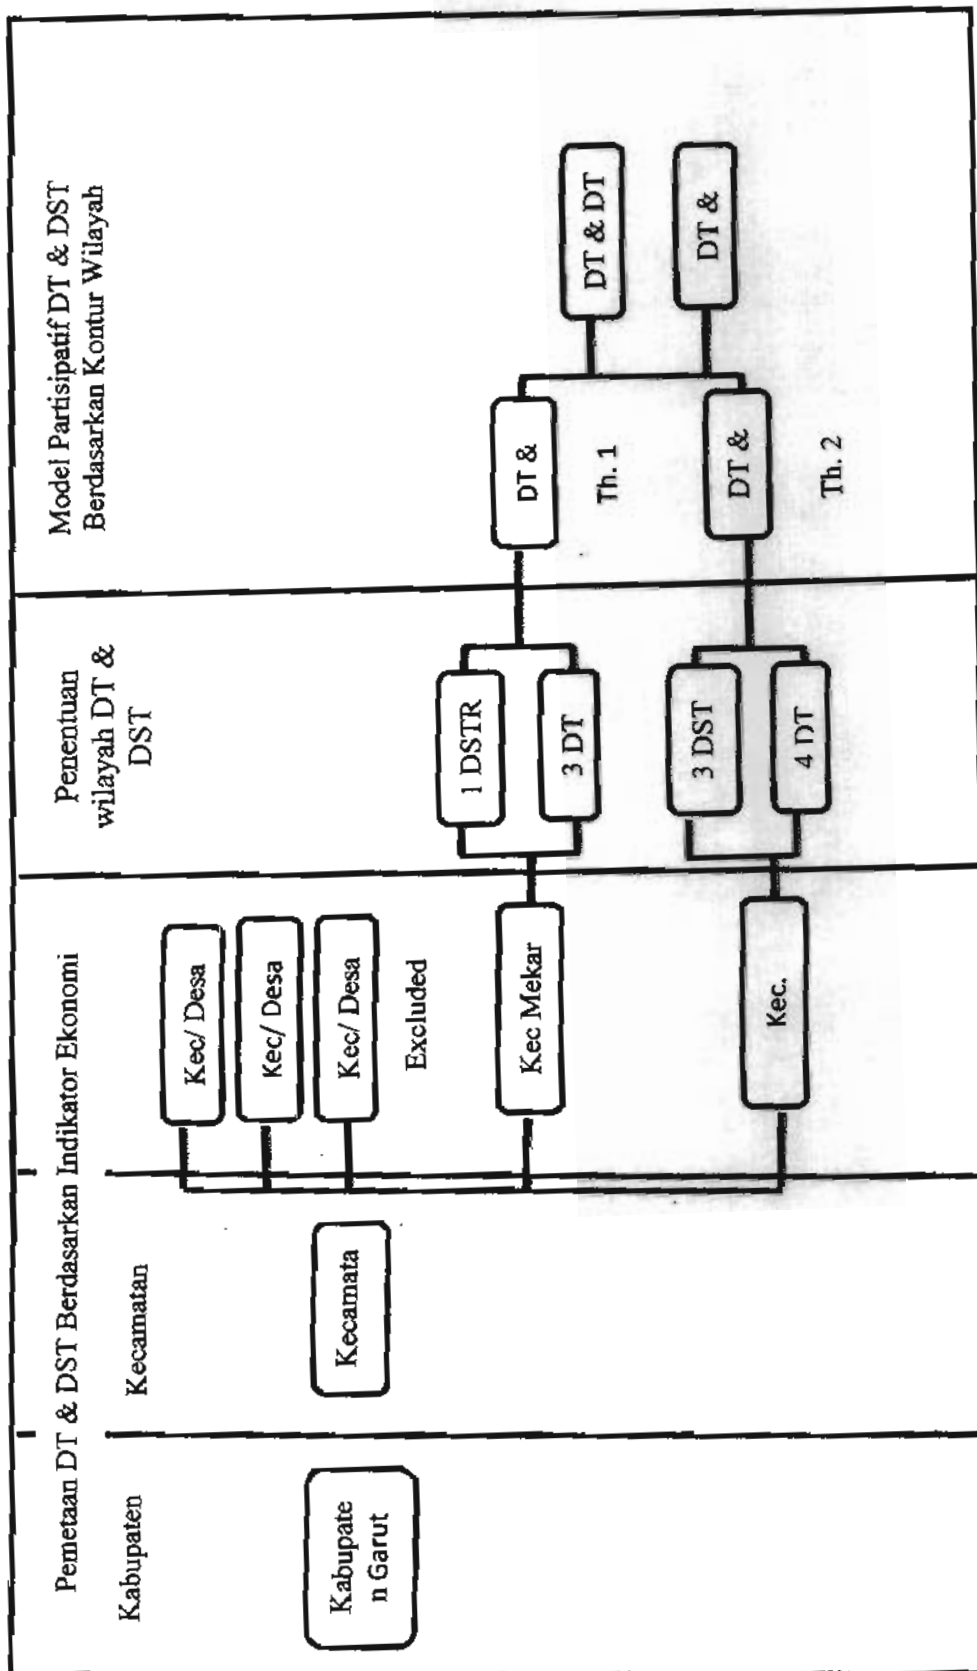 Pemetaan DT & DST Berdasarkan Indikator Ekonomi
Kabupaten
Kecamatan
Penentuan
wilayah DT &
DST
Model Partisipatif DT & DST
Berdasarkan Kontur Wilayah
Kabupate
n Garut
Kecamata
Kec/ Desa
Kec/ Desa
Kec/ Desa
Excluded
Kec Mekar
Kec.
1 DSTR
3 DT
3 DST
4 DT
DT &
Th. 1
DT &
Th. 2
DT & DT
DT &